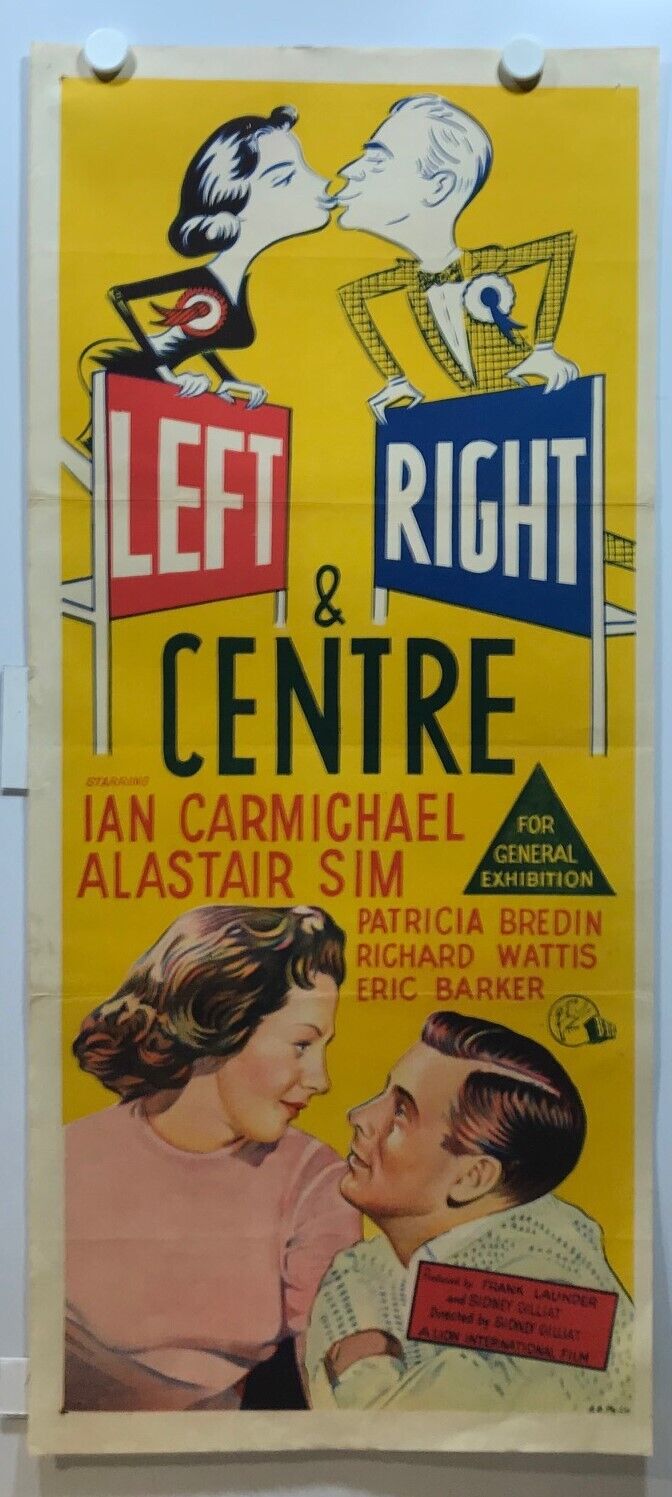 LEFT
RIGHT
&
CENTRE
STARRING
IAN CARMICHAEL
ALASTAIR SIM
FOR
GENERAL
EXHIBITION
PATRICIA BREDIN
RICHARD WATTIS
ERIC BARKER
Produced by FRANK LAUNDER
and SIDNEY GILLIAT
Directed by SIDNEY GILLIAT
A LION INTERNATIONAL FILM